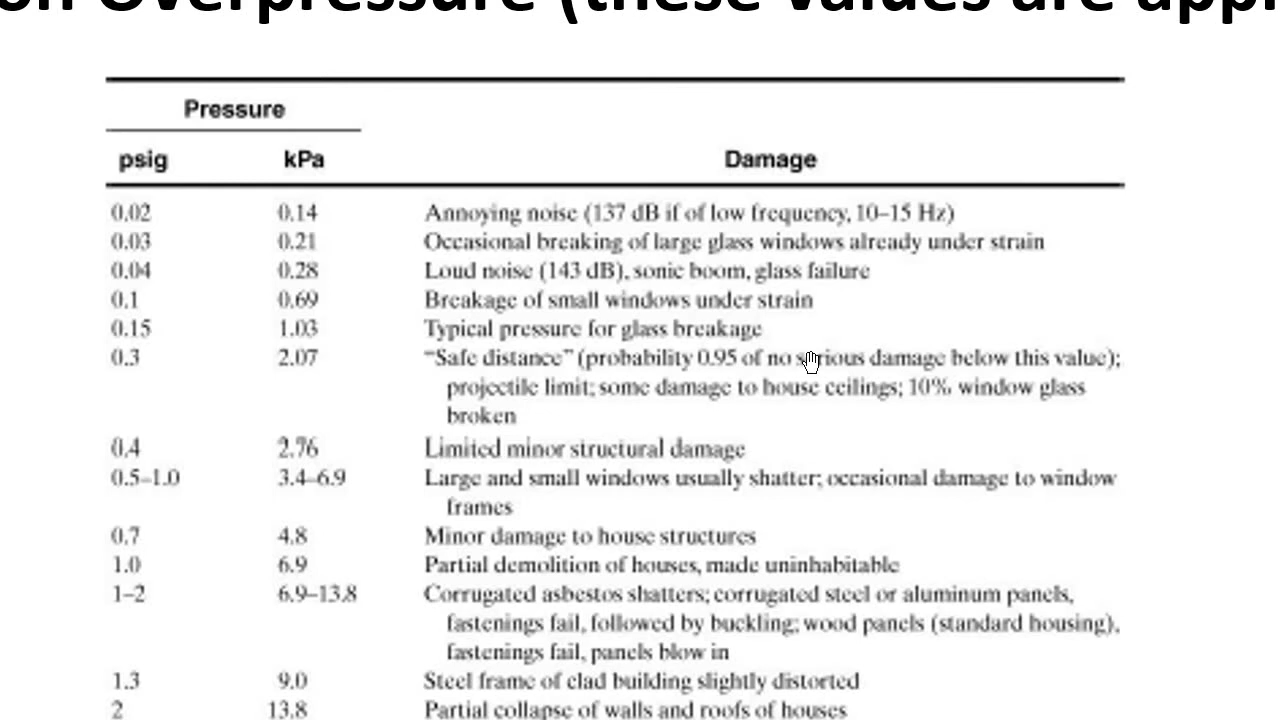 on Overpressure (these values are appr
Pressure
psig kPa Damage
0.02 0.14 Annoying noise (137 dB if of low frequency, 10–15 Hz)
0.03 0.21 Occasional breaking of large glass windows already under strain
0.04 0.28 Loud noise (143 dB), sonic boom, glass failure
0.1 0.69 Breakage of small windows under strain
0.15 1.03 Typical pressure for glass breakage
0.3 2.07 “Safe distance” (probability 0.95 of no serious damage below this value);
projectile limit; some damage to house ceilings; 10% window glass
broken
0.4 2.76 Limited minor structural damage
0.5–1.0 3.4–6.9 Large and small windows usually shatter; occasional damage to window
frames
0.7 4.8 Minor damage to house structures
1.0 6.9 Partial demolition of houses, made uninhabitable
1–2 6.9–13.8 Corrugated asbestos shatters; corrugated steel or aluminum panels,
fastenings fail, followed by buckling; wood panels (standard housing),
fastenings fail, panels blow in
1.3 9.0 Steel frame of clad building slightly distorted
2 13.8 Partial collapse of walls and roofs of houses